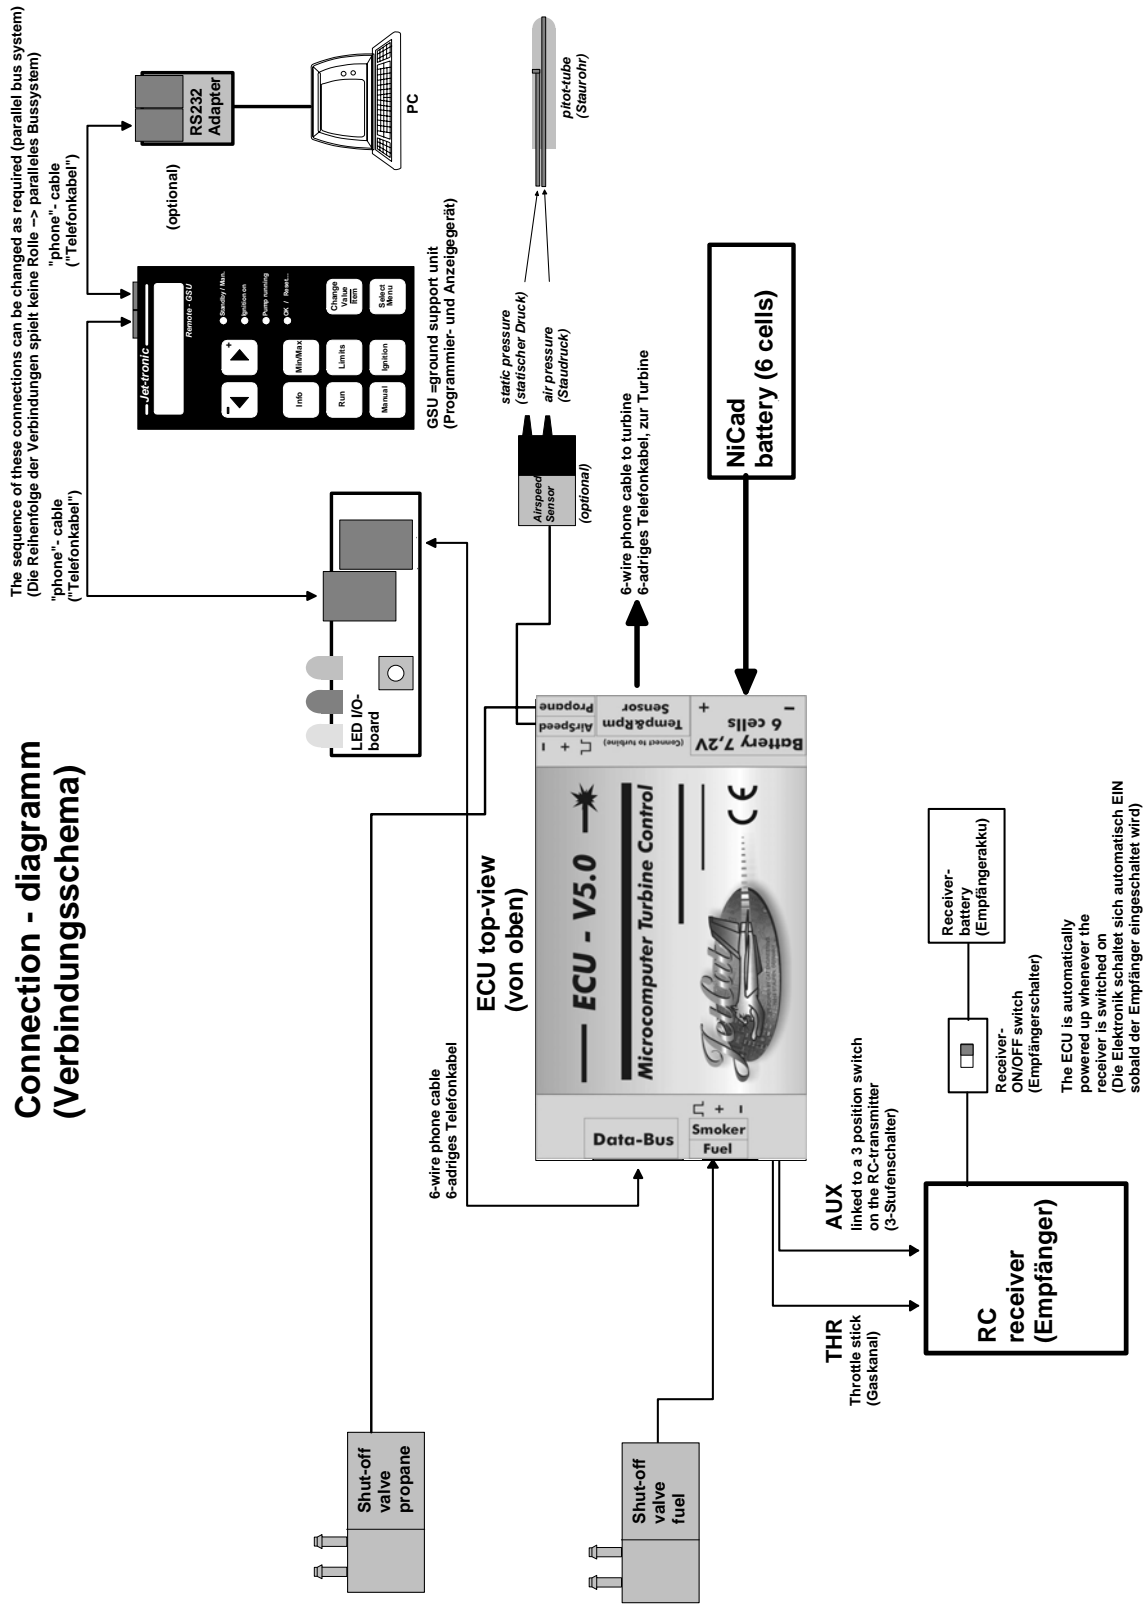 Connection - diagramm
(Verbindungsschema)
The sequence of these connections can be changed as required (parallel bus system)
(Die Reihenfolge der Verbindungen spielt keine Rolle --> paralleles Bussystem)
"phone"- cable
("Telefonkabel")
"phone"- cable
("Telefonkabel")
RS232
Adapter
(optional)
PC
Jet-tronic
Remote - GSU
Standby / Man.
Ignition on
Pump running
OK / Reset...
- +
Info
Min/Max
Change
Value
Item
Run
Limits
Manual
Ignition
Select
Menu
GSU =ground support unit
(Programmier- und Anzeigegerät)
LED I/O-
board
6-wire phone cable
6-adriges Telefonkabel
pitot-tube
(Staurohr)
static pressure
(statischer Druck)
air pressure
(Staudruck)
Airspeed
Sensor
(optional)
ECU top-view
(von oben)
6-wire phone cable to turbine
6-adriges Telefonkabel, zur Turbine
Shut-off
valve
propane
Shut-off
valve
fuel
Data-Bus
Smoker
Fuel
+
-
ECU - V5.0
Microcomputer Turbine Control
JetCat
CE
Propane
AirSpeed
- +
Temp&Rpm
Sensor
(Connect to turbine)
Battery 7,2V
6 cells
+
-
NiCad
battery (6 cells)
THR
Throttle stick
(Gaskanal)
AUX
linked to a 3 position switch
on the RC-transmitter
(3-Stufenschalter)
RC
receiver
(Empfänger)
Receiver-
ON/OFF switch
(Empfängerschalter)
Receiver-
battery
(Empfängerakku)
The ECU is automatically
powered up whenever the
receiver is switched on
(Die Elektronik schaltet sich automatisch EIN
sobald der Empfänger eingeschaltet wird)